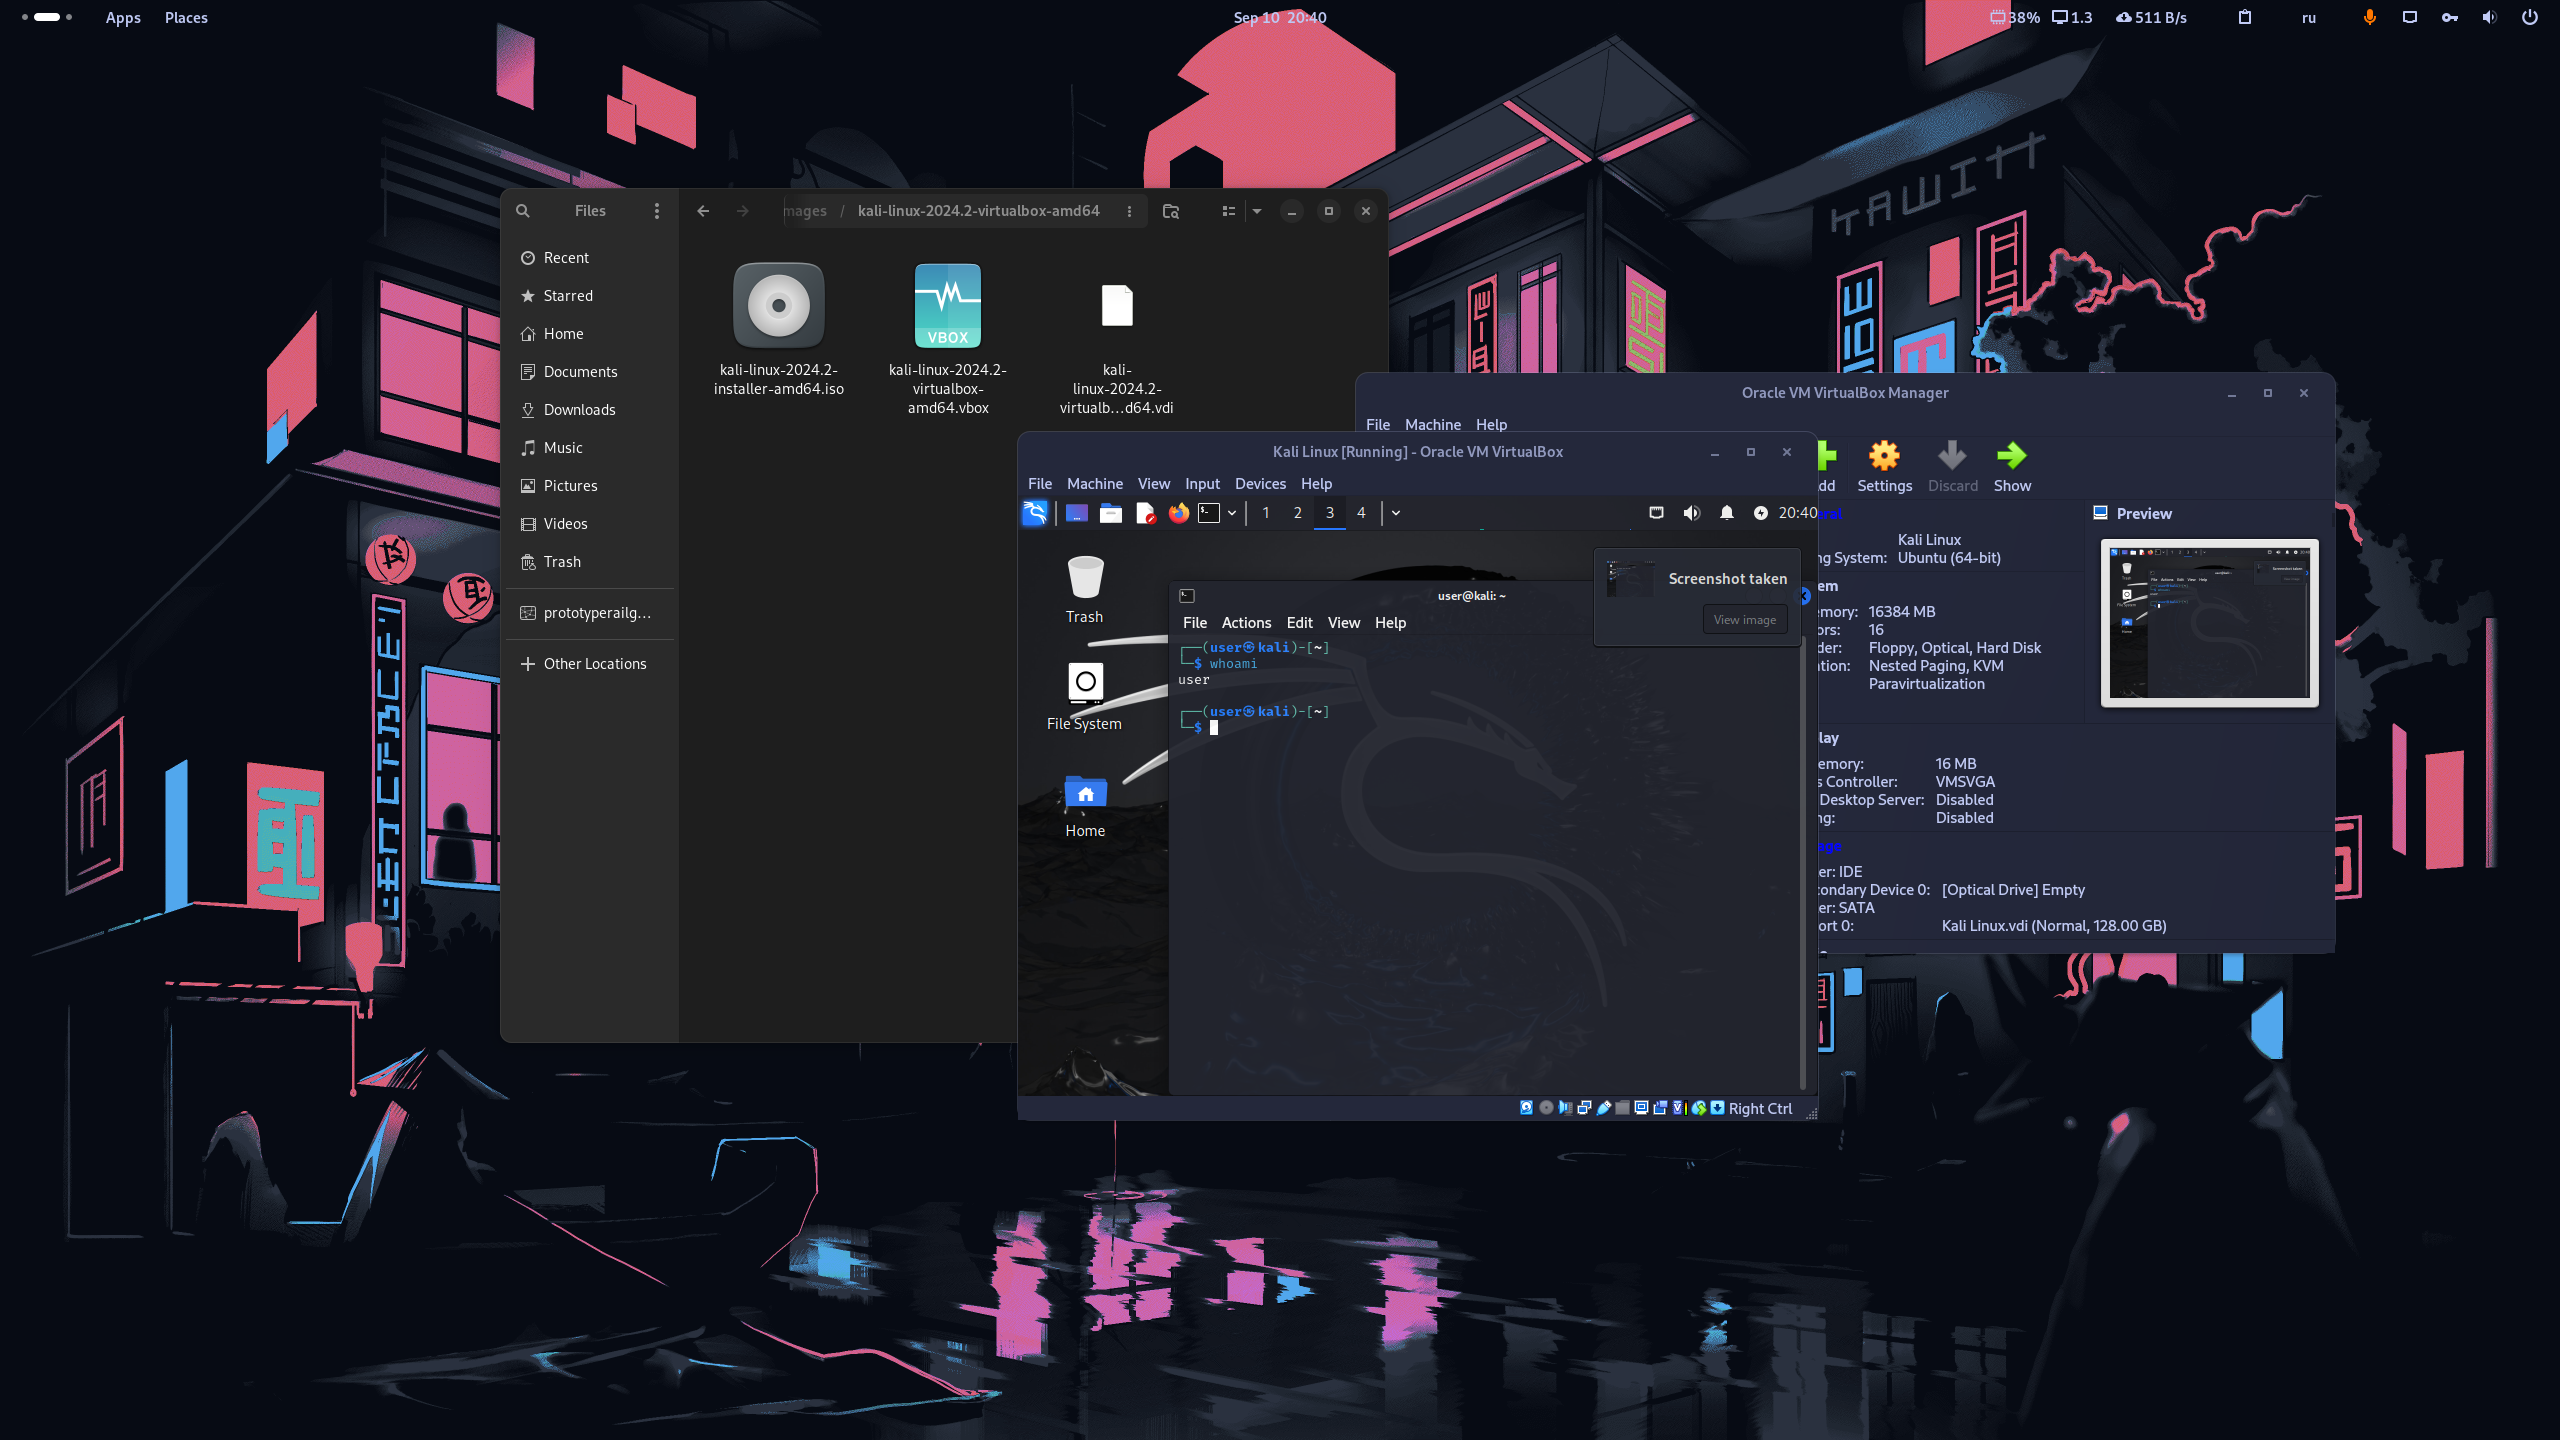 Apps Places
Sep 10 20:40
38% 1.3 511 B/s ru
KAWITT
Files
mages / kali-linux-2024.2-virtualbox-amd64
Recent
Starred
Home
Documents
Downloads
Music
Pictures
Videos
Trash
prototyperailg...
Other Locations
kali-linux-2024.2-
installer-amd64.iso
VBOX
kali-linux-2024.2-
virtualbox-
amd64.vbox
kali-
linux-2024.2-
virtualb...d64.vdi
Oracle VM VirtualBox Manager
File Machine Help
dd Settings Discard Show
eral
Kali Linux
ng System: Ubuntu (64-bit)
em
emory: 16384 MB
ors: 16
der: Floppy, Optical, Hard Disk
tion: Nested Paging, KVM
Paravirtualization
Preview
lay
emory: 16 MB
s Controller: VMSVGA
Desktop Server: Disabled
ng: Disabled
age
er: IDE
condary Device 0: [Optical Drive] Empty
er: SATA
ort 0: Kali Linux.vdi (Normal, 128.00 GB)
Kali Linux [Running] - Oracle VM VirtualBox
File Machine View Input Devices Help
1 2 3 4
20:40
Trash
File System
Home
Screenshot taken
View image
user@kali: ~
File Actions Edit View Help
┌──(user㉿kali)-[~]
└─$ whoami
user
┌──(user㉿kali)-[~]
└─$
Right Ctrl